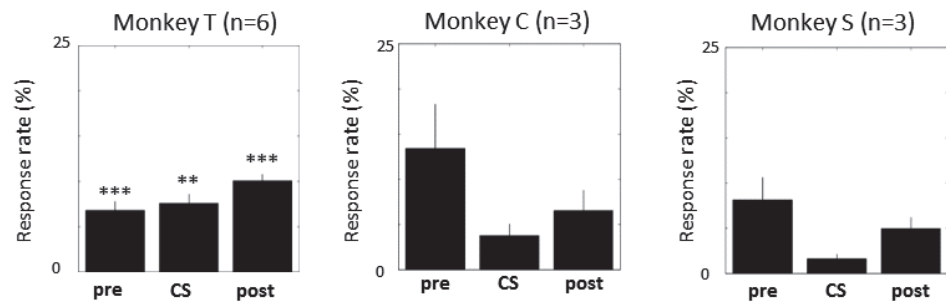 Monkey T (n=6)
25
Response rate (%)
0
***
**
***
pre CS post
Monkey C (n=3)
25
Response rate (%)
0
pre CS post
Monkey S (n=3)
25
Response rate (%)
0
pre CS post